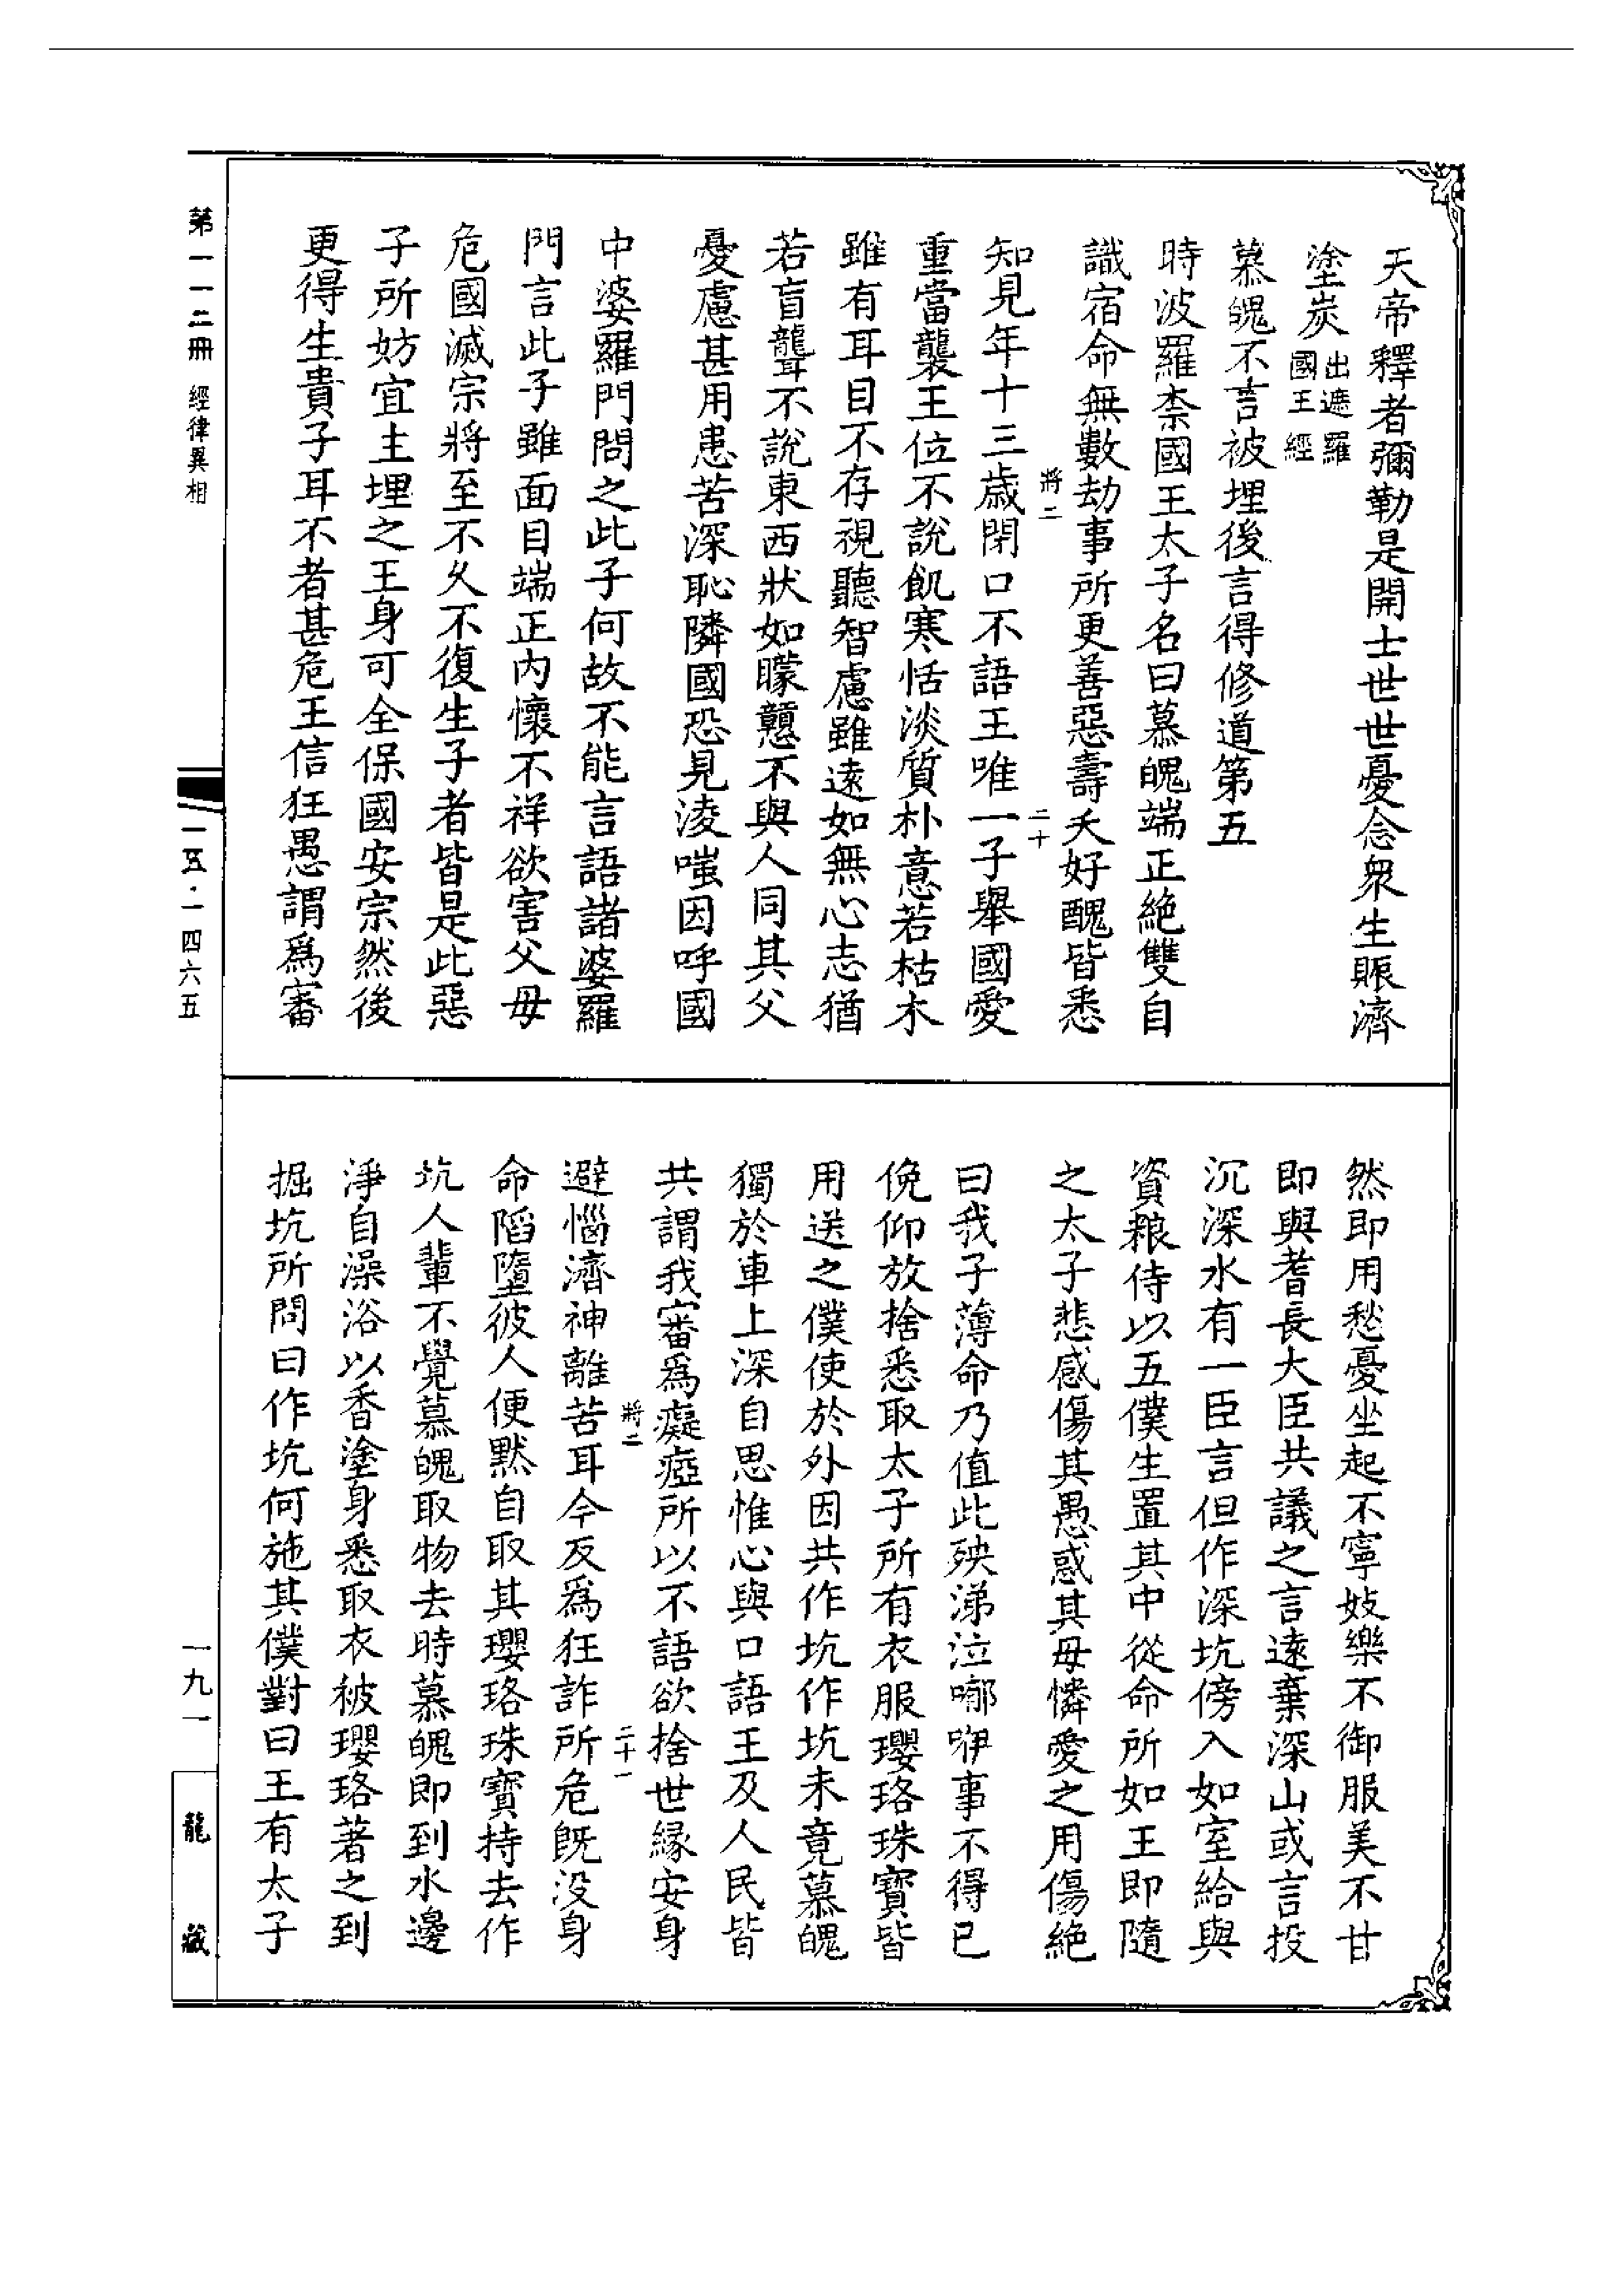 天帝釋者彌勒是開士世世憂念衆生賑濟
塗炭出遮羅國王經
慕魄不言被埋後言得修道第五
時波羅柰國王太子名曰慕魄端正絶雙自
識宿命無數劫事所更善惡壽夭好醜皆悉
將二
二十
知見年十三歲閉口不語王唯一子舉國愛
重當襲王位不說飢寒恬淡質朴意若枯木
雖有耳目不存視聽智慮雖遠如無心志猶
若盲聾不說東西狀如矇戇不與人同其父
憂慮甚用患苦深恥隣國恐見淩嗤因呼國
中婆羅門問之此子何故不能言語諸婆羅
門言此子雖面目端正内懷不祥欲害父母
危國滅宗將至不久不復生子者皆是此惡
子所妨宜土埋之王身可全保國安宗然後
更得生貴子耳不者甚危王信狂愚謂爲審
然即用愁憂坐起不寧妓樂不御服美不甘
即與耆長大臣共議之言遠棄深山或言投
沉深水有一臣言但作深坑傍入如室給與
資粮侍以五僕生置其中從命所如王即隨
之太子悲感傷其愚惑其母憐愛之用傷絶
曰我子薄命乃值此殃涕泣㖿咿事不得已
俛仰放捨悉取太子所有衣服瓔珞珠寶皆
用送之僕使於外因共作坑作坑未竟慕魄
獨於車上深自思惟心與口語王及人民皆
共謂我審爲癡瘂所以不語欲捨世緣安身
將二
二十一
避惱濟神離苦耳今反爲狂詐所危既没身
命陷墮彼人便默自取其瓔珞珠寶持去作
坑人輩不覺慕魄取物去時慕魄即到水邊
淨自澡浴以香塗身悉取衣被瓔珞著之到
掘坑所問曰作坑何施其僕對曰王有太子
第一一二冊 經律異相
一五·一四六五
一九一
龍藏